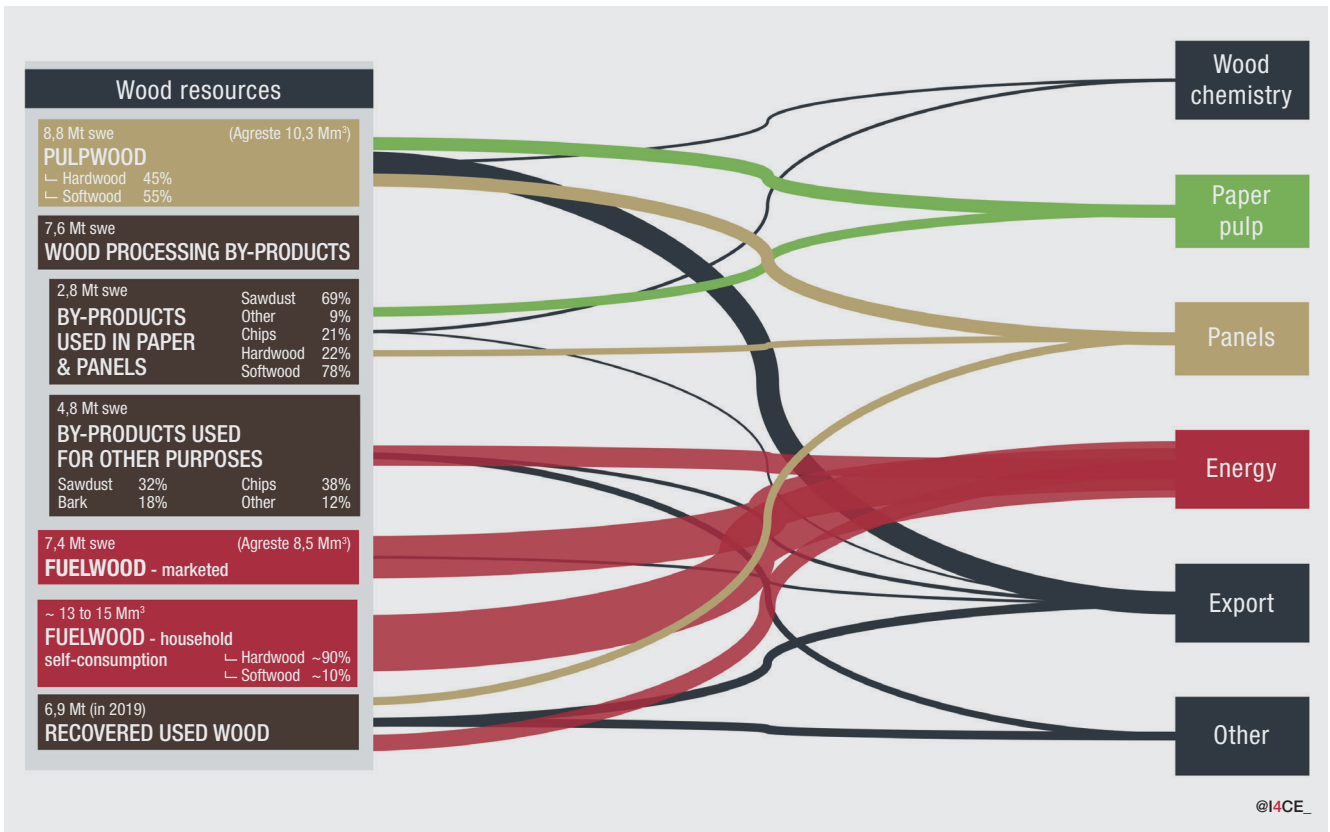 Wood resources
8,8 Mt swe (Agreste 10,3 Mm³)
PULPWOOD
Hardwood 45%
Softwood 55%
7,6 Mt swe
WOOD PROCESSING BY-PRODUCTS
2,8 Mt swe
BY-PRODUCTS
USED IN PAPER
& PANELS
Sawdust 69%
Other 9%
Chips 21%
Hardwood 22%
Softwood 78%
4,8 Mt swe
BY-PRODUCTS USED
FOR OTHER PURPOSES
Sawdust 32% Chips 38%
Bark 18% Other 12%
7,4 Mt swe (Agreste 8,5 Mm³)
FUELWOOD - marketed
~ 13 to 15 Mm³
FUELWOOD - household
self-consumption
Hardwood ~90%
Softwood ~10%
6,9 Mt (in 2019)
RECOVERED USED WOOD
Wood
chemistry
Paper
pulp
Panels
Energy
Export
Other
@I4CE_